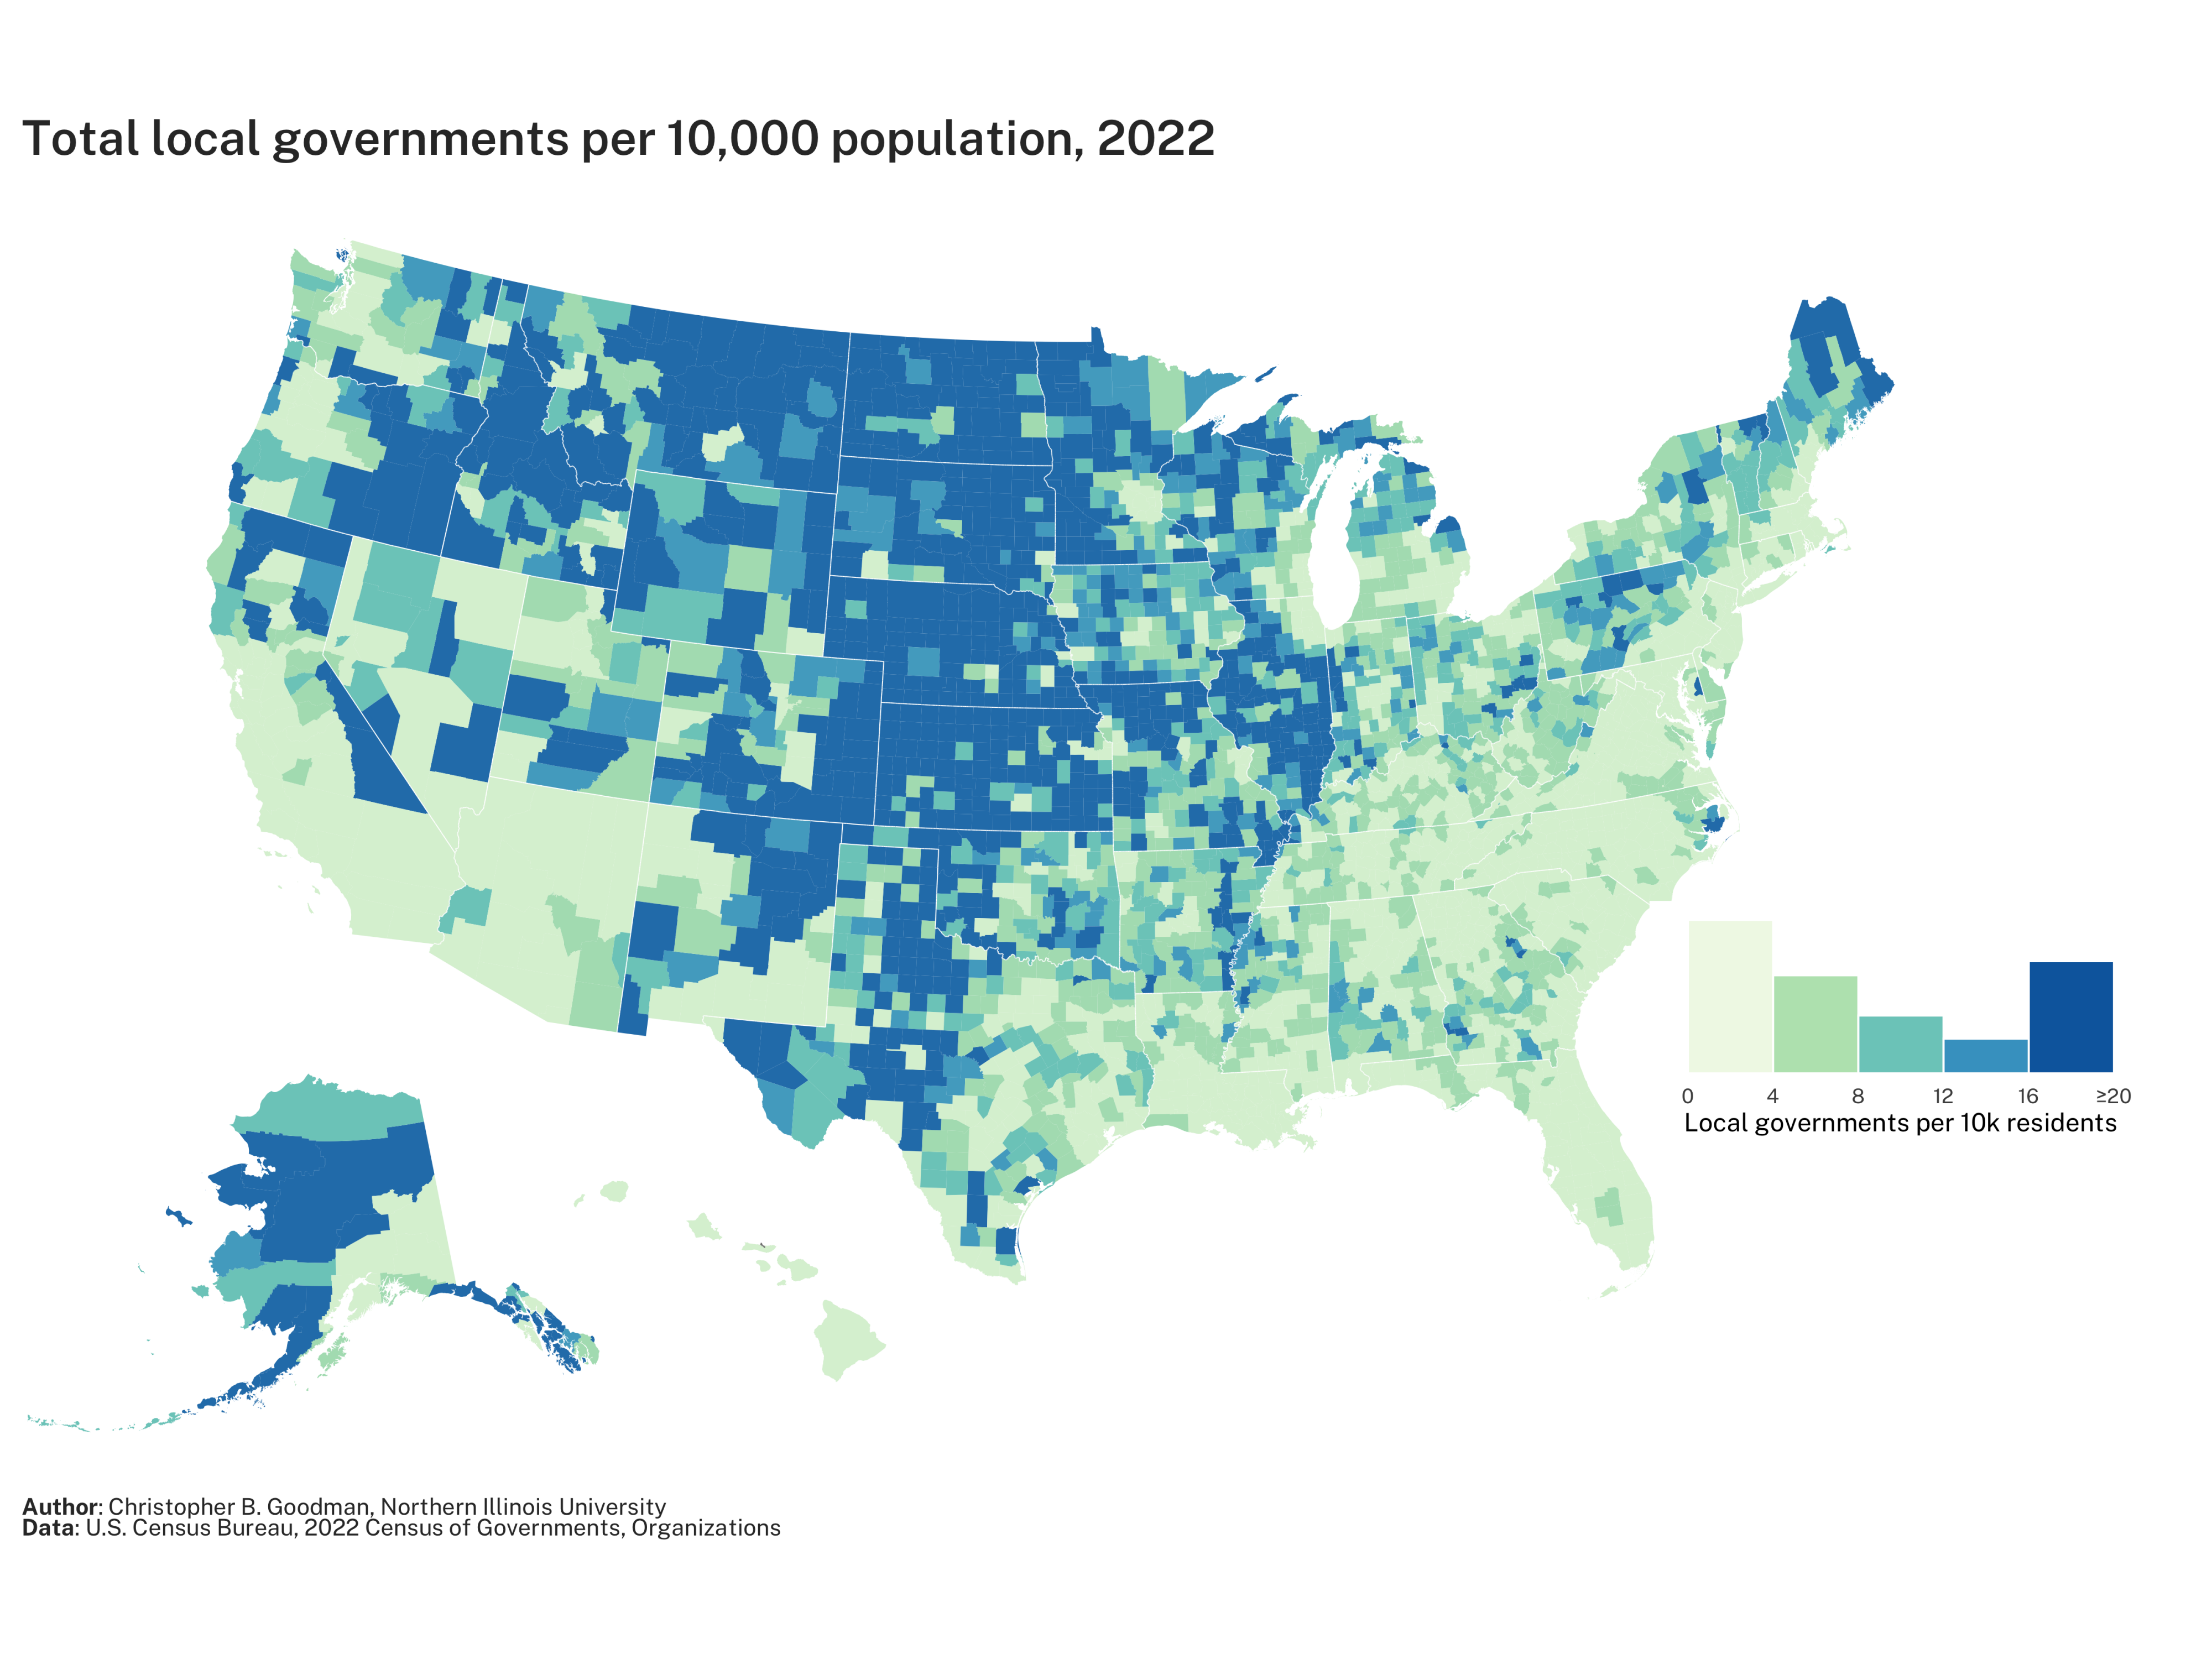 Total local governments per 10,000 population, 2022
0 4 8 12 16 ≥20
Local governments per 10k residents
Author: Christopher B. Goodman, Northern Illinois University
Data: U.S. Census Bureau, 2022 Census of Governments, Organizations